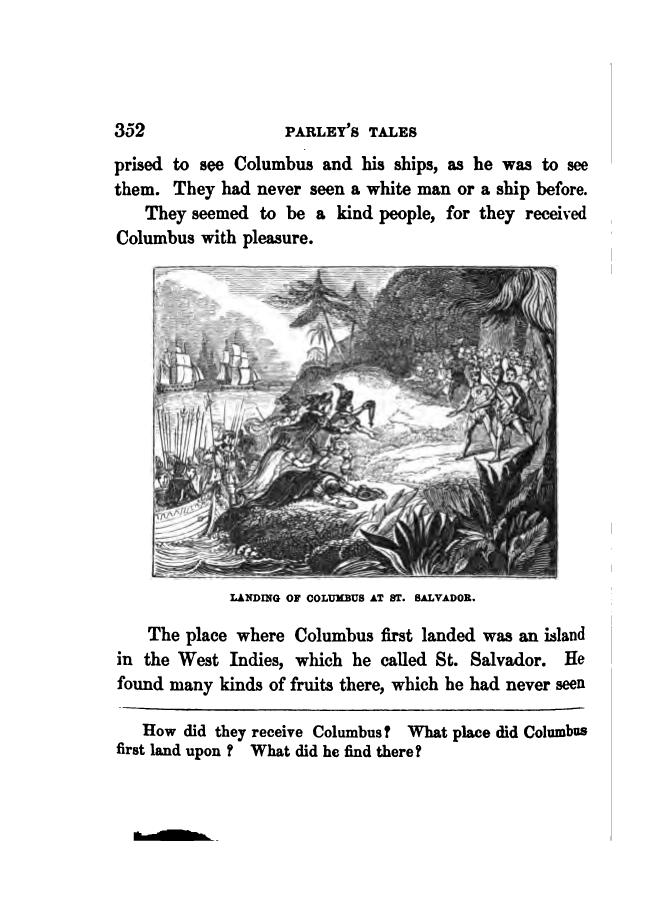 352 PARLEY'S TALES
prised to see Columbus and his ships, as he was to see
them. They had never seen a white man or a ship before.
They seemed to be a kind people, for they received
Columbus with pleasure.
LANDING OF COLUMBUS AT ST. SALVADOR.
The place where Columbus first landed was an island
in the West Indies, which he called St. Salvador. He
found many kinds of fruits there, which he had never seen
How did they receive Columbus? What place did Columbus
first land upon ? What did he find there?